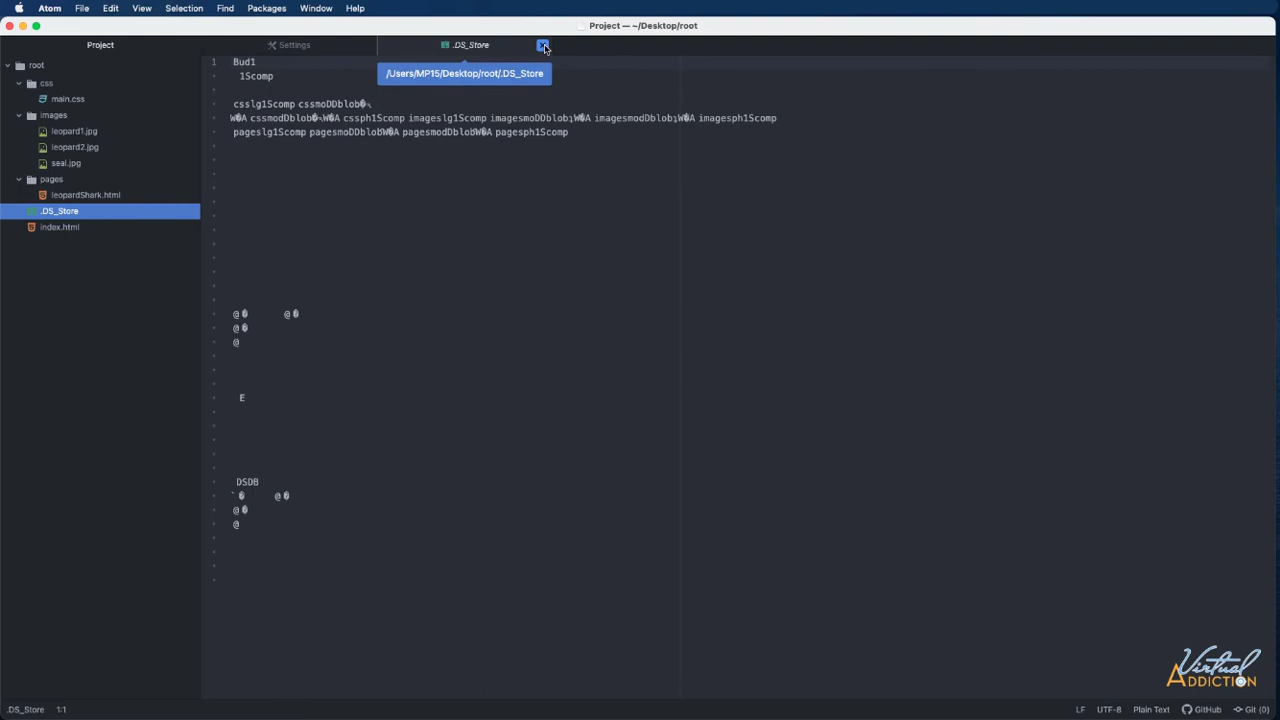 Atom File Edit View Selection Find Packages Window Help
Project — ~/Desktop/root
Project
Settings
.DS_Store
/Users/MP15/Desktop/root/.DS_Store
root
css
main.css
images
leopard1.jpg
leopard2.jpg
seal.jpg
pages
leopardShark.html
.DS_Store
index.html
1 Bud1
1Scomp
csslg1Scomp cssmoDDblob�
W�A cssmodDblob�W�A cssph1Scomp imageslg1Scomp imagesmoDDblob W�A imagesmodDblob W�A imagesph1Scomp
pageslg1Scomp pagesmoDDblob W�A pagesmodDblob W�A pagesph1Scomp
@� @�
@�
@
E
DSDB
`� @�
@�
@
Virtual
ADDICTION
.DS_Store 1:1
LF UTF-8 Plain Text GitHub Git (0)